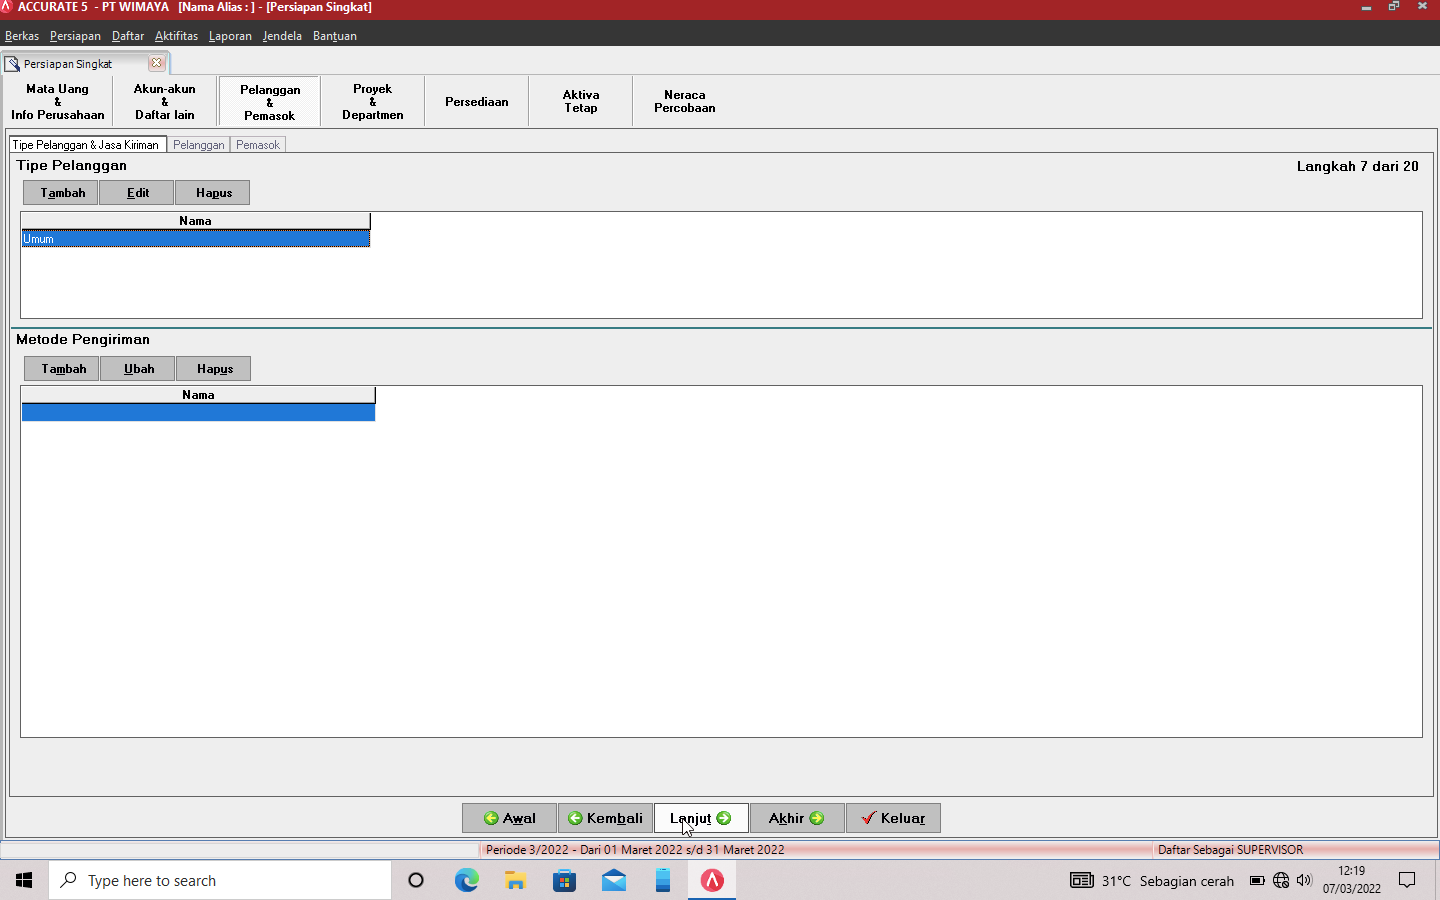 ACCURATE 5 - PT WIMAYA [Nama Alias : ] - [Persiapan Singkat]
Berkas Persiapan Daftar Aktifitas Laporan Jendela Bantuan
Persiapan Singkat
Mata Uang
&
Info Perusahaan
Akun-akun
&
Daftar lain
Pelanggan
&
Pemasok
Proyek
&
Departmen
Persediaan
Aktiva
Tetap
Neraca
Percobaan
Tipe Pelanggan & Jasa Kiriman Pelanggan Pemasok
Tipe Pelanggan
Langkah 7 dari 20
Tambah Edit Hapus
Nama
Umum
Metode Pengiriman
Tambah Ubah Hapus
Nama
Awal Kembali Lanjut Akhir Keluar
Periode 3/2022 - Dari 01 Maret 2022 s/d 31 Maret 2022
Daftar Sebagai SUPERVISOR
Type here to search
31°C Sebagian cerah
12:19
07/03/2022